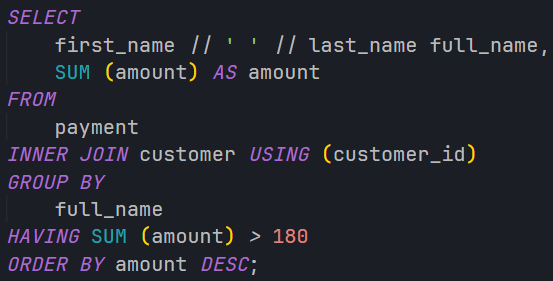 SELECT
first_name // ' ' // last_name full_name,
SUM (amount) AS amount
FROM
payment
INNER JOIN customer USING (customer_id)
GROUP BY
full_name
HAVING SUM (amount) > 180
ORDER BY amount DESC;